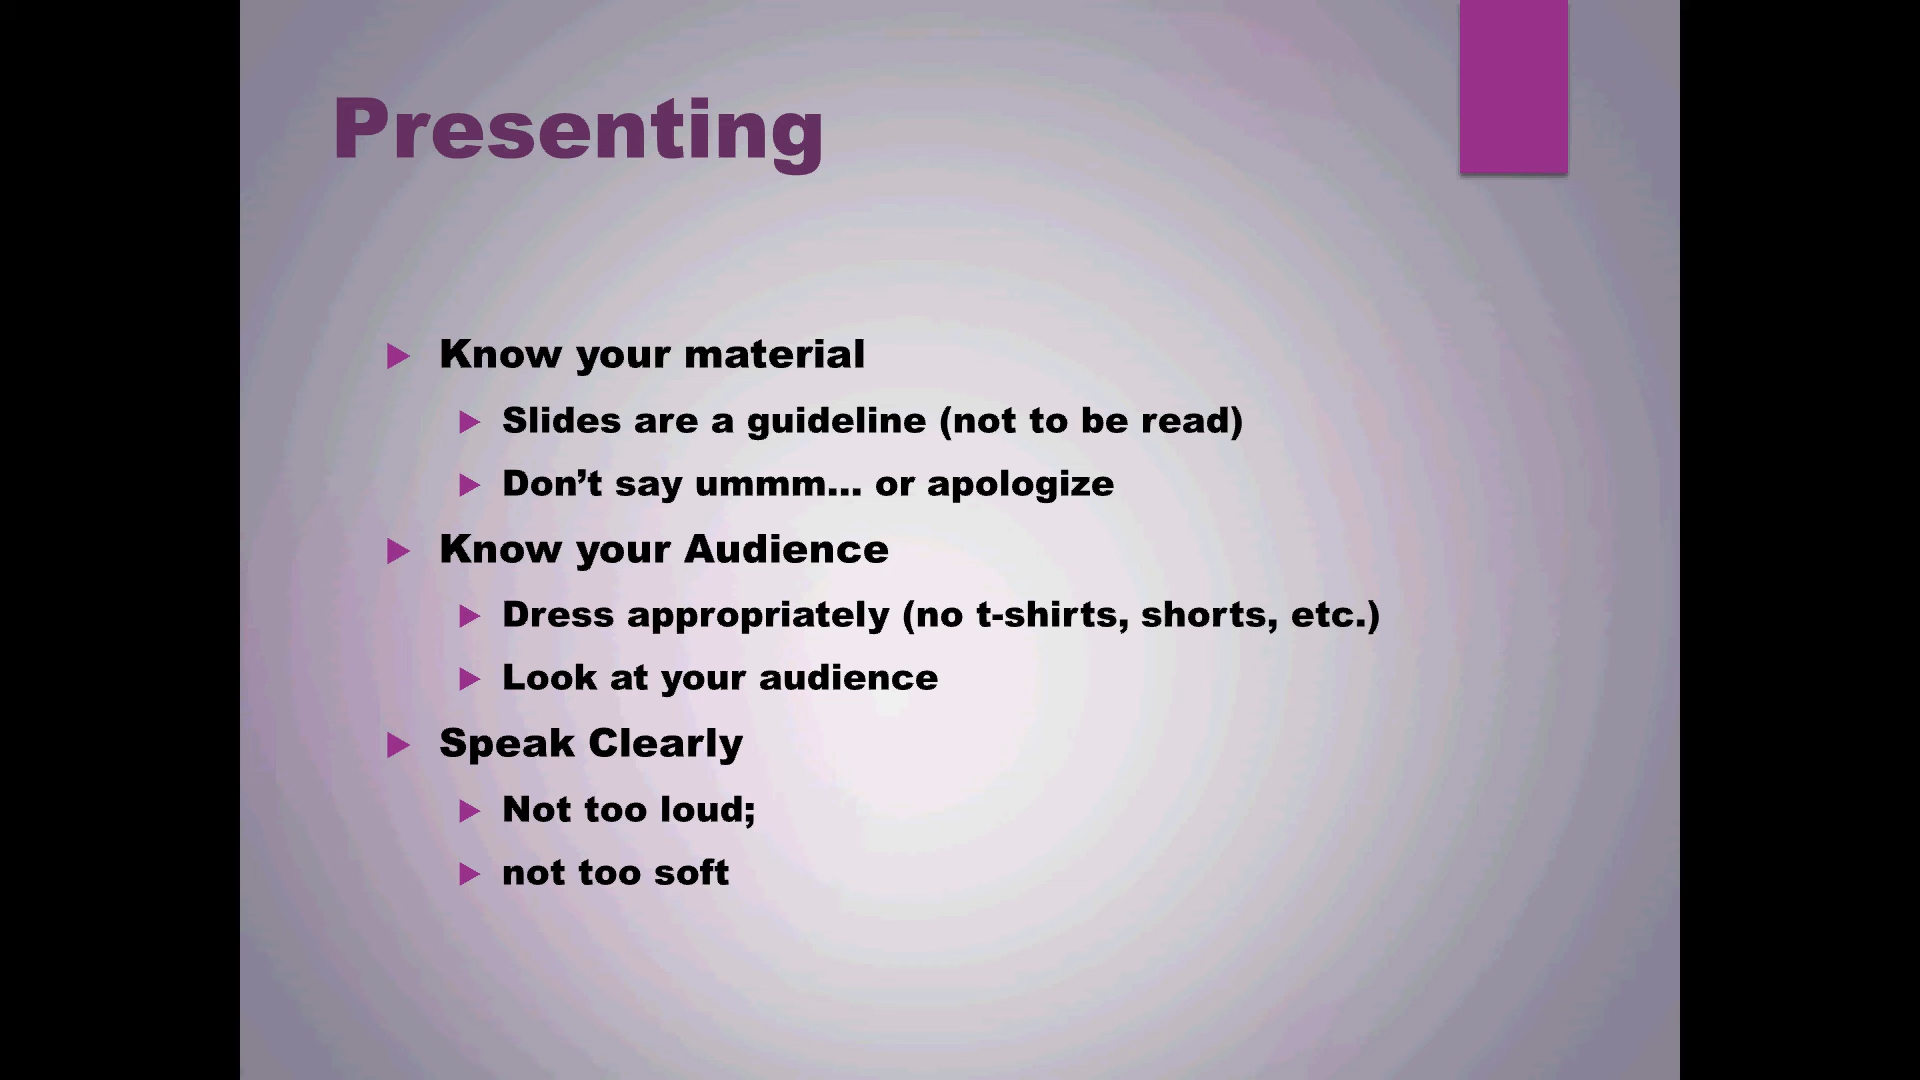 Presenting
Know your material
Slides are a guideline (not to be read)
Don’t say ummm… or apologize
Know your Audience
Dress appropriately (no t-shirts, shorts, etc.)
Look at your audience
Speak Clearly
Not too loud;
not too soft